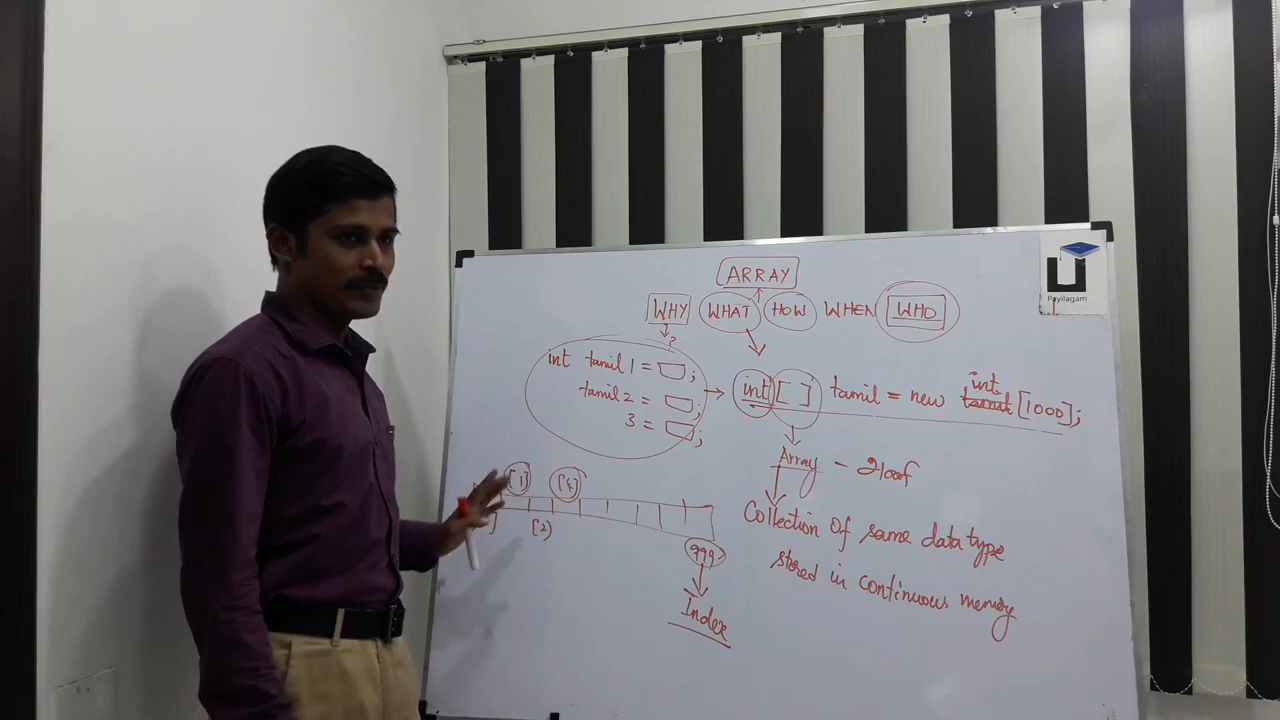 ARRAY
WHY WHAT HOW WHEN WHO
?
int tamil 1 = ;
tamil 2 = ;
3 = ;
int [ ] tamil = new int [1000];
Array -
Collection of same data type
stored in continuous memory
[1] [4]
[2]
999
Index
Payilagam